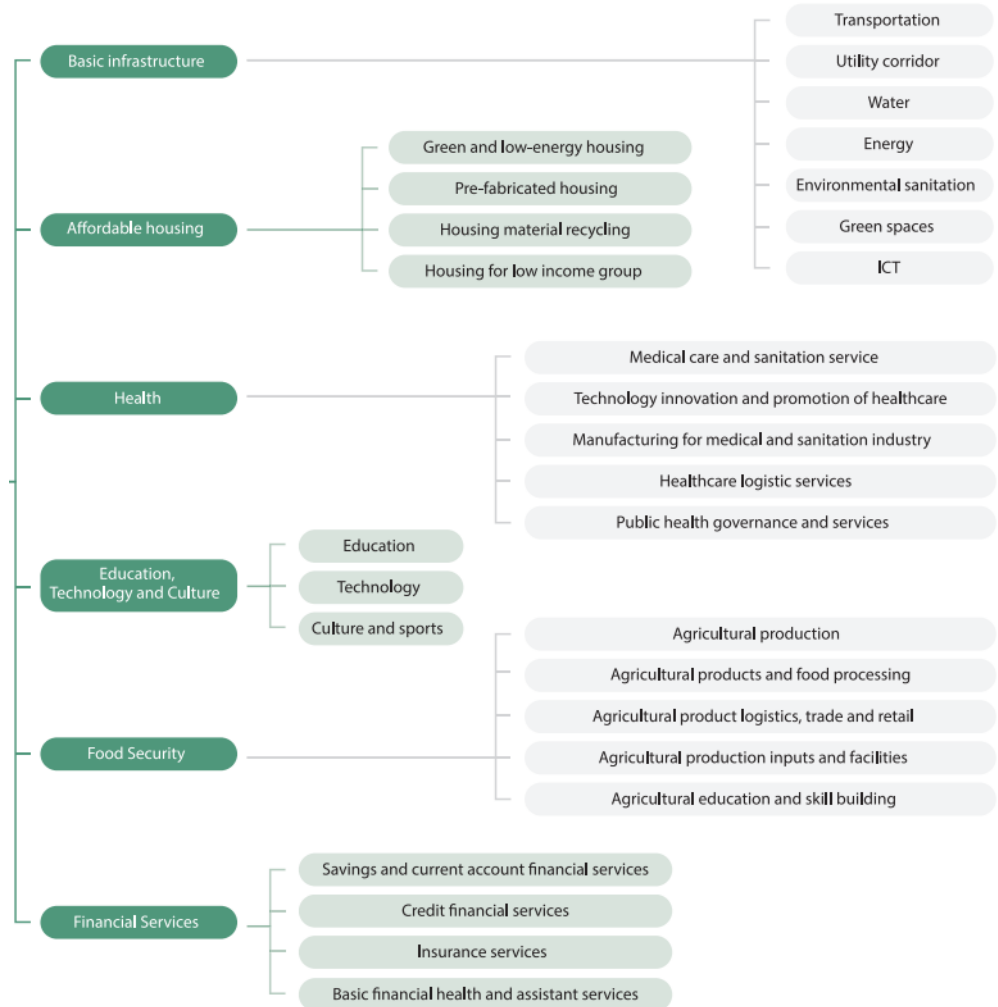 Basic infrastructure
Transportation
Utility corridor
Water
Energy
Environmental sanitation
Green spaces
ICT
Affordable housing
Green and low-energy housing
Pre-fabricated housing
Housing material recycling
Housing for low income group
Health
Medical care and sanitation service
Technology innovation and promotion of healthcare
Manufacturing for medical and sanitation industry
Healthcare logistic services
Public health governance and services
Education,
Technology and Culture
Education
Technology
Culture and sports
Food Security
Agricultural production
Agricultural products and food processing
Agricultural product logistics, trade and retail
Agricultural production inputs and facilities
Agricultural education and skill building
Financial Services
Savings and current account financial services
Credit financial services
Insurance services
Basic financial health and assistant services